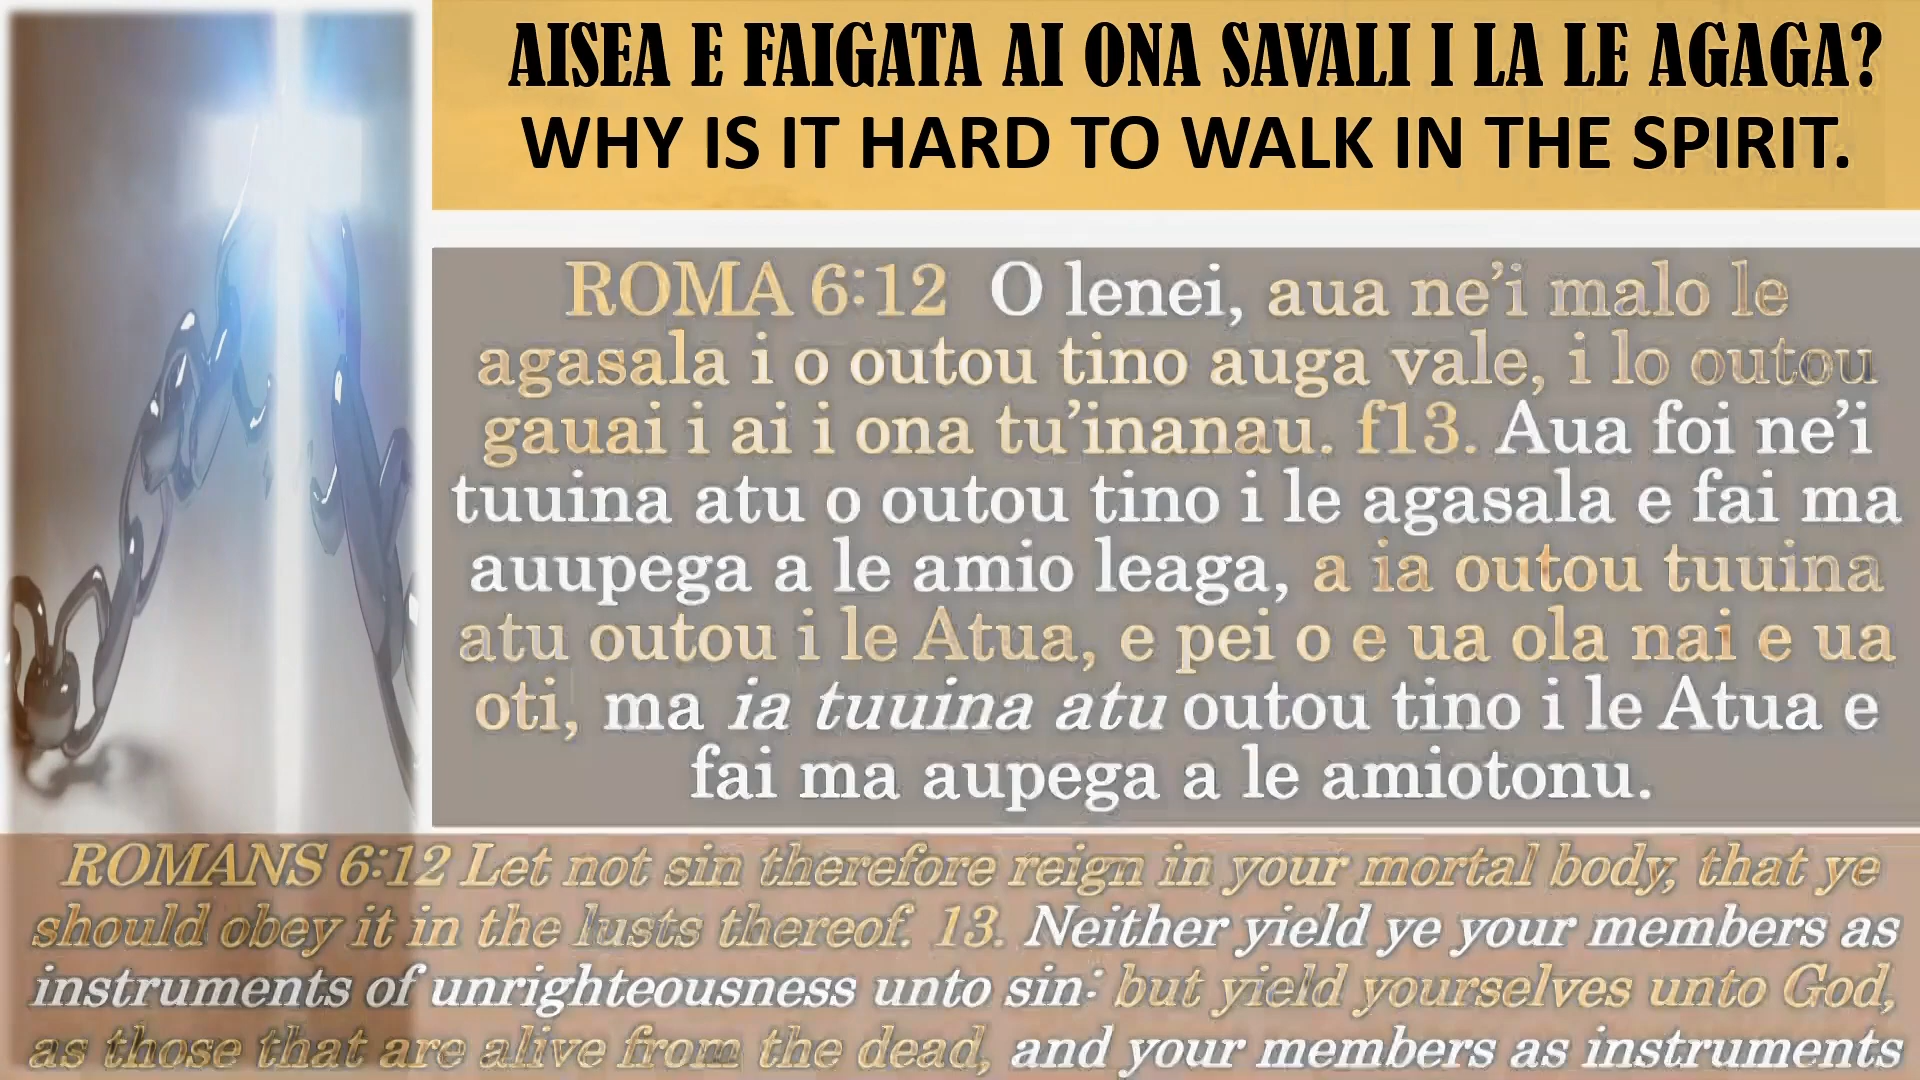 AISEA E FAIGATA AI ONA SAVALI I LA LE AGAGA?
WHY IS IT HARD TO WALK IN THE SPIRIT.
ROMA 6:12 O lenei, aua ne’i malo le
agasala i o outou tino auga vale, i lo outou
gauai i ai i ona tu’inanau. f13. Aua foi ne’i
tuuina atu o outou tino i le agasala e fai ma
auupega a le amio leaga, a ia outou tuuina
atu outou i le Atua, e pei o e ua ola nai e ua
oti, ma ia tuuina atu outou tino i le Atua e
fai ma aupega a le amiotonu.
ROMANS 6:12 Let not sin therefore reign in your mortal body, that ye
should obey it in the lusts thereof. 13. Neither yield ye your members as
instruments of unrighteousness unto sin: but yield yourselves unto God,
as those that are alive from the dead, and your members as instruments